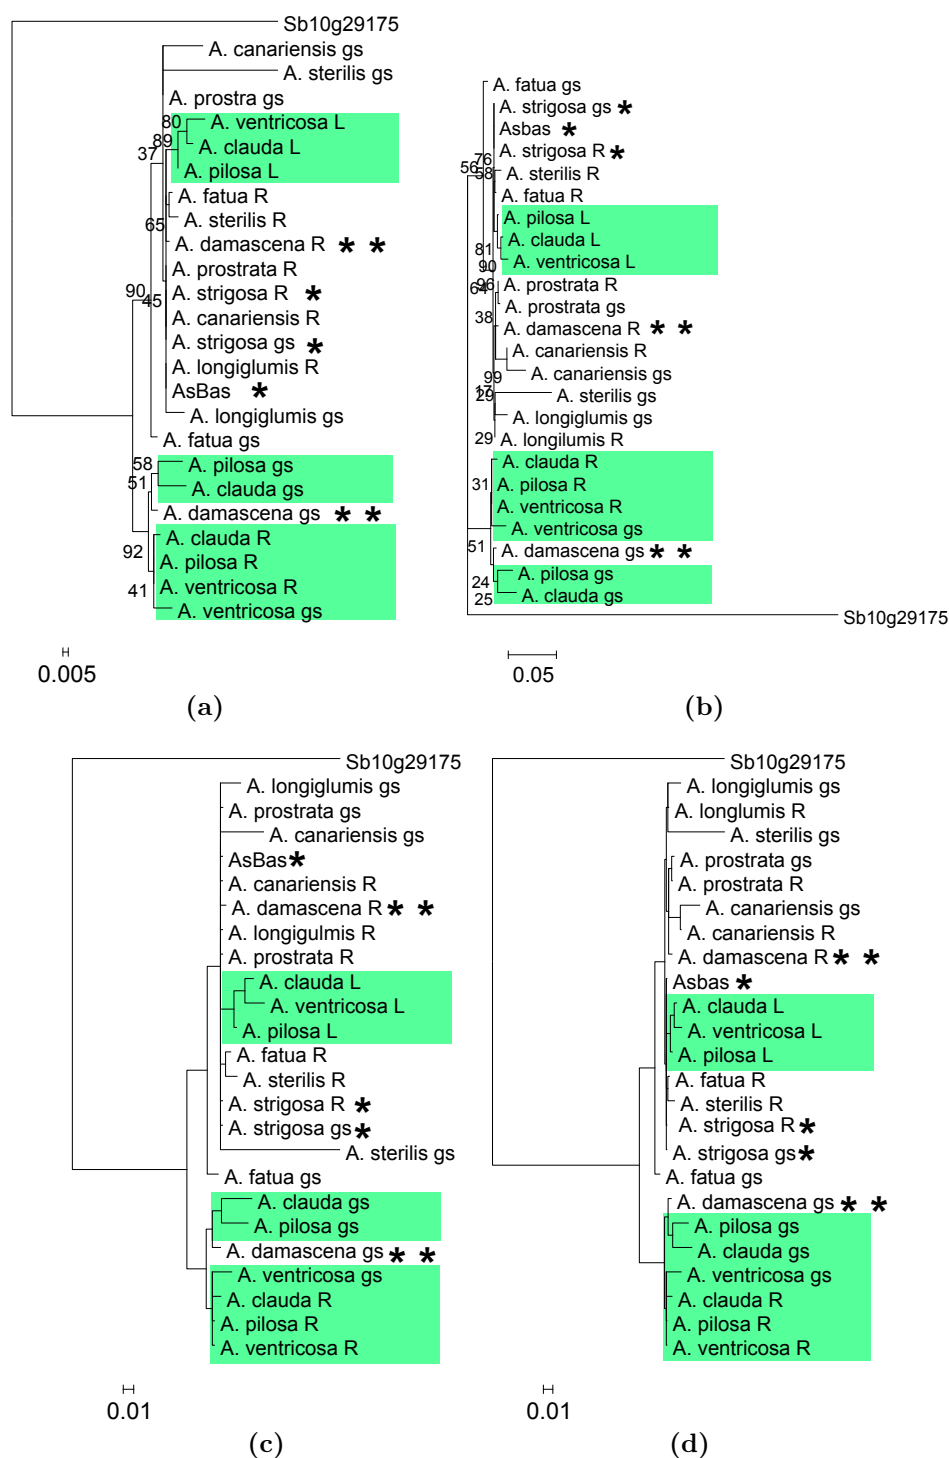 Sb10g29175
A. canariensis gs
A. sterilis gs
A. prostra gs
80
A. ventricosa L
89
A. clauda L
37
A. pilosa L
A. fatua R
A. sterilis R
65
A. damascena R * *
A. prostrata R
90
45
A. strigosa R *
A. canariensis R
A. strigosa gs *
A. longiglumis R
AsBas *
A. longiglumis gs
A. fatua gs
58
A. pilosa gs
51
A. clauda gs
A. damascena gs * *
A. clauda R
92
A. pilosa R
41
A. ventricosa R
A. ventricosa gs
0.005
(a)
A. fatua gs
A. strigosa gs *
Asbas *
A. strigosa R *
76
56
58
A. sterilis R
A. fatua R
A. pilosa L
A. clauda L
81
A. ventricosa L
90
A. prostrata R
96
64
A. prostrata gs
38
A. damascena R * *
A. canariensis R
A. canariensis gs
99
17
29
A. sterilis gs
A. longiglumis gs
29
A. longilumis R
A. clauda R
31
A. pilosa R
A. ventricosa R
A. ventricosa gs
51
A. damascena gs * *
A. pilosa gs
24
A. clauda gs
25
Sb10g29175
0.05
(b)
Sb10g29175
A. longiglumis gs
A. prostrata gs
A. canariensis gs
AsBas *
A. canariensis R
A. damascena R * *
A. longigulmis R
A. prostrata R
A. clauda L
A. ventricosa L
A. pilosa L
A. fatua R
A. sterilis R
A. strigosa R *
A. strigosa gs *
A. sterilis gs
A. fatua gs
A. clauda gs
A. pilosa gs
A. damascena gs * *
A. ventricosa gs
A. clauda R
A. pilosa R
A. ventricosa R
0.01
(c)
Sb10g29175
A. longiglumis gs
A. longlumis R
A. sterilis gs
A. prostrata gs
A. prostrata R
A. canariensis gs
A. canariensis R
A. damascena R * *
Asbas *
A. clauda L
A. ventricosa L
A. pilosa L
A. fatua R
A. sterilis R
A. strigosa R *
A. strigosa gs *
A. fatua gs
A. damascena gs * *
A. pilosa gs
A. clauda gs
A. ventricosa gs
A. clauda R
A. pilosa R
A. ventricosa R
0.01
(d)